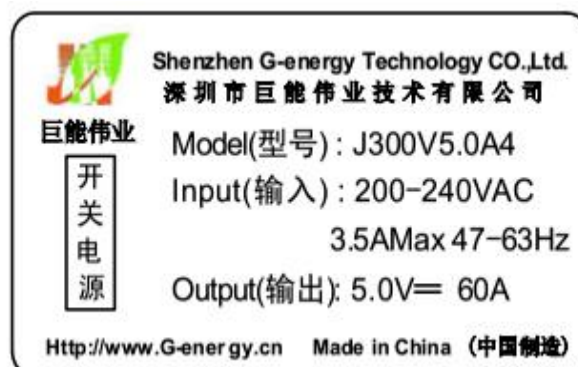 Shenzhen G-energy Technology CO.,Ltd.
深圳市巨能伟业技术有限公司
巨能伟业
开关电源
Model(型号) : J300V5.0A4
Input(输入) : 200-240VAC
3.5AMax 47-63Hz
Output(输出): 5.0V⎓ 60A
Http://www.G-energy.cn Made in China (中国制造)